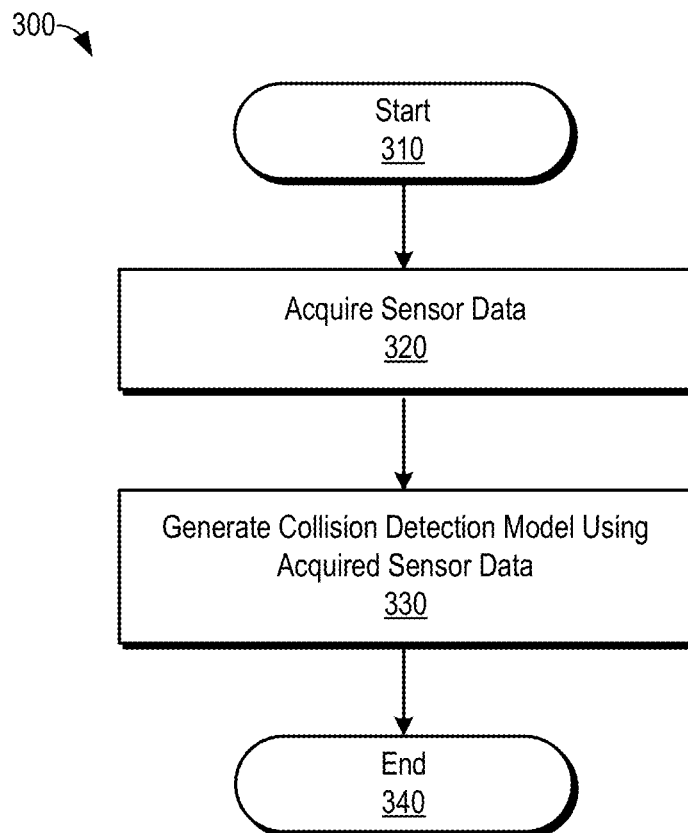 300
Start
310
Acquire Sensor Data
320
Generate Collision Detection Model Using
Acquired Sensor Data
330
End
340